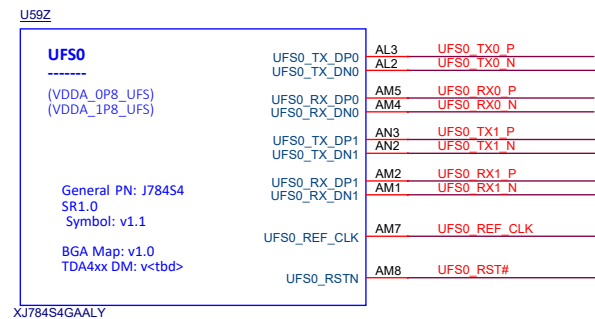 U59Z
UFS0
-------
(VDDA_0P8_UFS)
(VDDA_1P8_UFS)
UFS0_TX_DP0 AL3 UFS0_TX0_P
UFS0_TX_DN0 AL2 UFS0_TX0_N
UFS0_RX_DP0 AM5 UFS0_RX0_P
UFS0_RX_DN0 AM4 UFS0_RX0_N
UFS0_TX_DP1 AN3 UFS0_TX1_P
UFS0_TX_DN1 AN2 UFS0_TX1_N
UFS0_RX_DP1 AM2 UFS0_RX1_P
UFS0_RX_DN1 AM1 UFS0_RX1_N
General PN: J784S4
SR1.0
Symbol: v1.1
UFS0_REF_CLK AM7 UFS0_REF_CLK
BGA Map: v1.0
TDA4xx DM: v<tbd>
UFS0_RSTN AM8 UFS0_RST#
XJ784S4GAALY